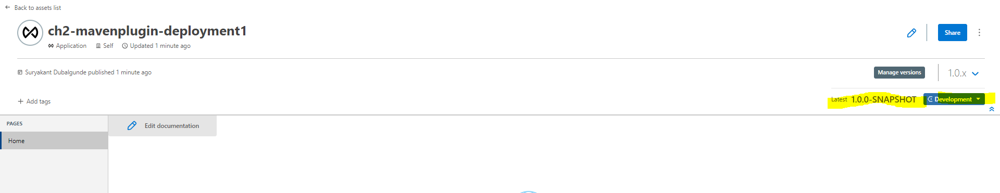 Back to assets list
ch2-mavenplugin-deployment1
Application Self Updated 1 minute ago
Share
Suryakant Dubalgunde published 1 minute ago
Manage versions 1.0.x
Add tags
Latest 1.0.0-SNAPSHOT Development
PAGES
Edit documentation
Home